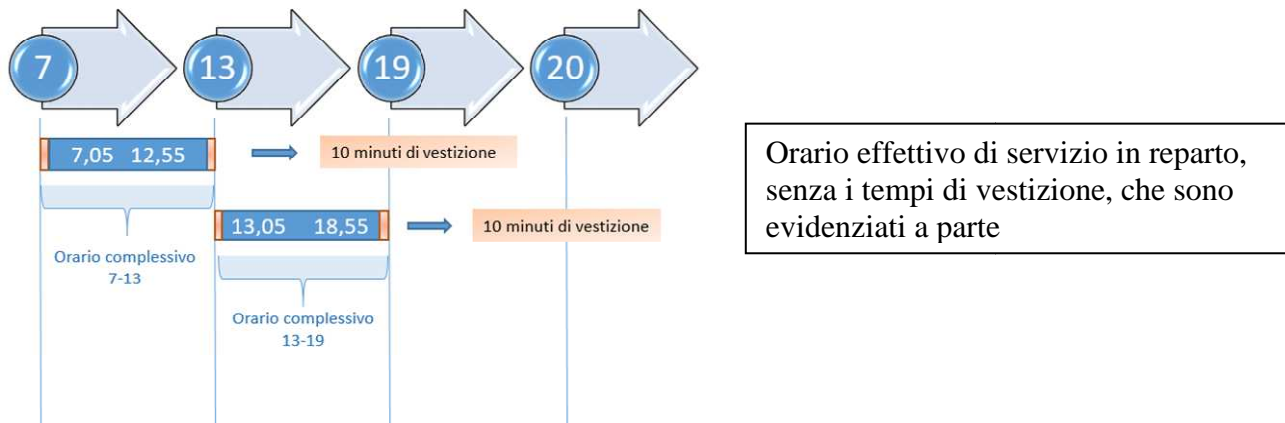 7
13
19
20
7,05 12,55
10 minuti di vestizione
Orario complessivo
7-13
13,05 18,55
10 minuti di vestizione
Orario complessivo
13-19
Orario effettivo di servizio in reparto,
senza i tempi di vestizione, che sono
evidenziati a parte